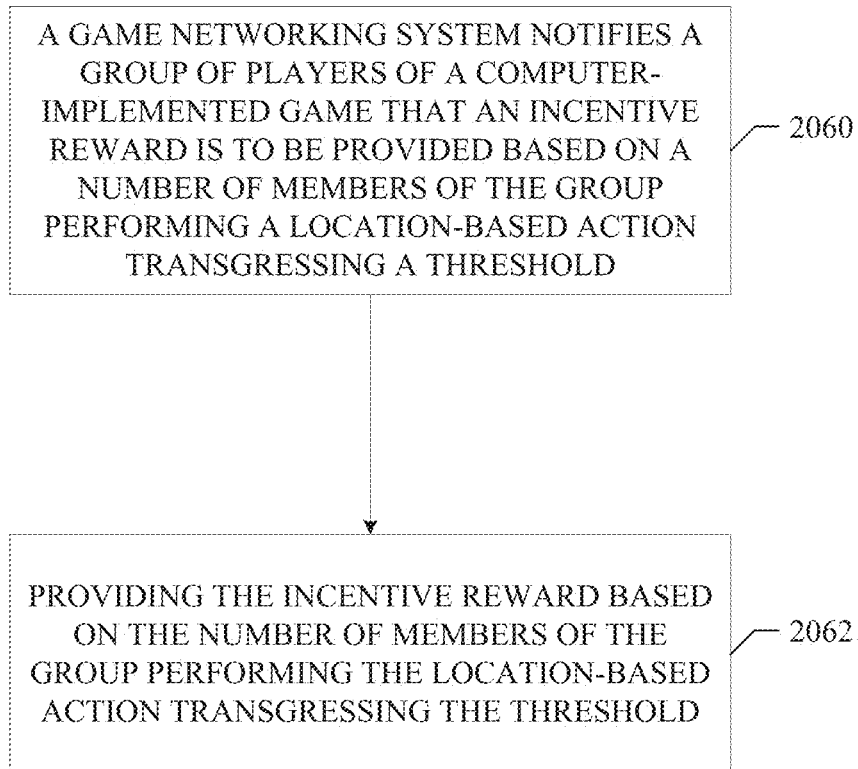 A GAME NETWORKING SYSTEM NOTIFIES A
GROUP OF PLAYERS OF A COMPUTER-
IMPLEMENTED GAME THAT AN INCENTIVE
REWARD IS TO BE PROVIDED BASED ON A
NUMBER OF MEMBERS OF THE GROUP
PERFORMING A LOCATION-BASED ACTION
TRANSGRESSING A THRESHOLD
2060
PROVIDING THE INCENTIVE REWARD BASED
ON THE NUMBER OF MEMBERS OF THE
GROUP PERFORMING THE LOCATION-BASED
ACTION TRANSGRESSING THE THRESHOLD
2062